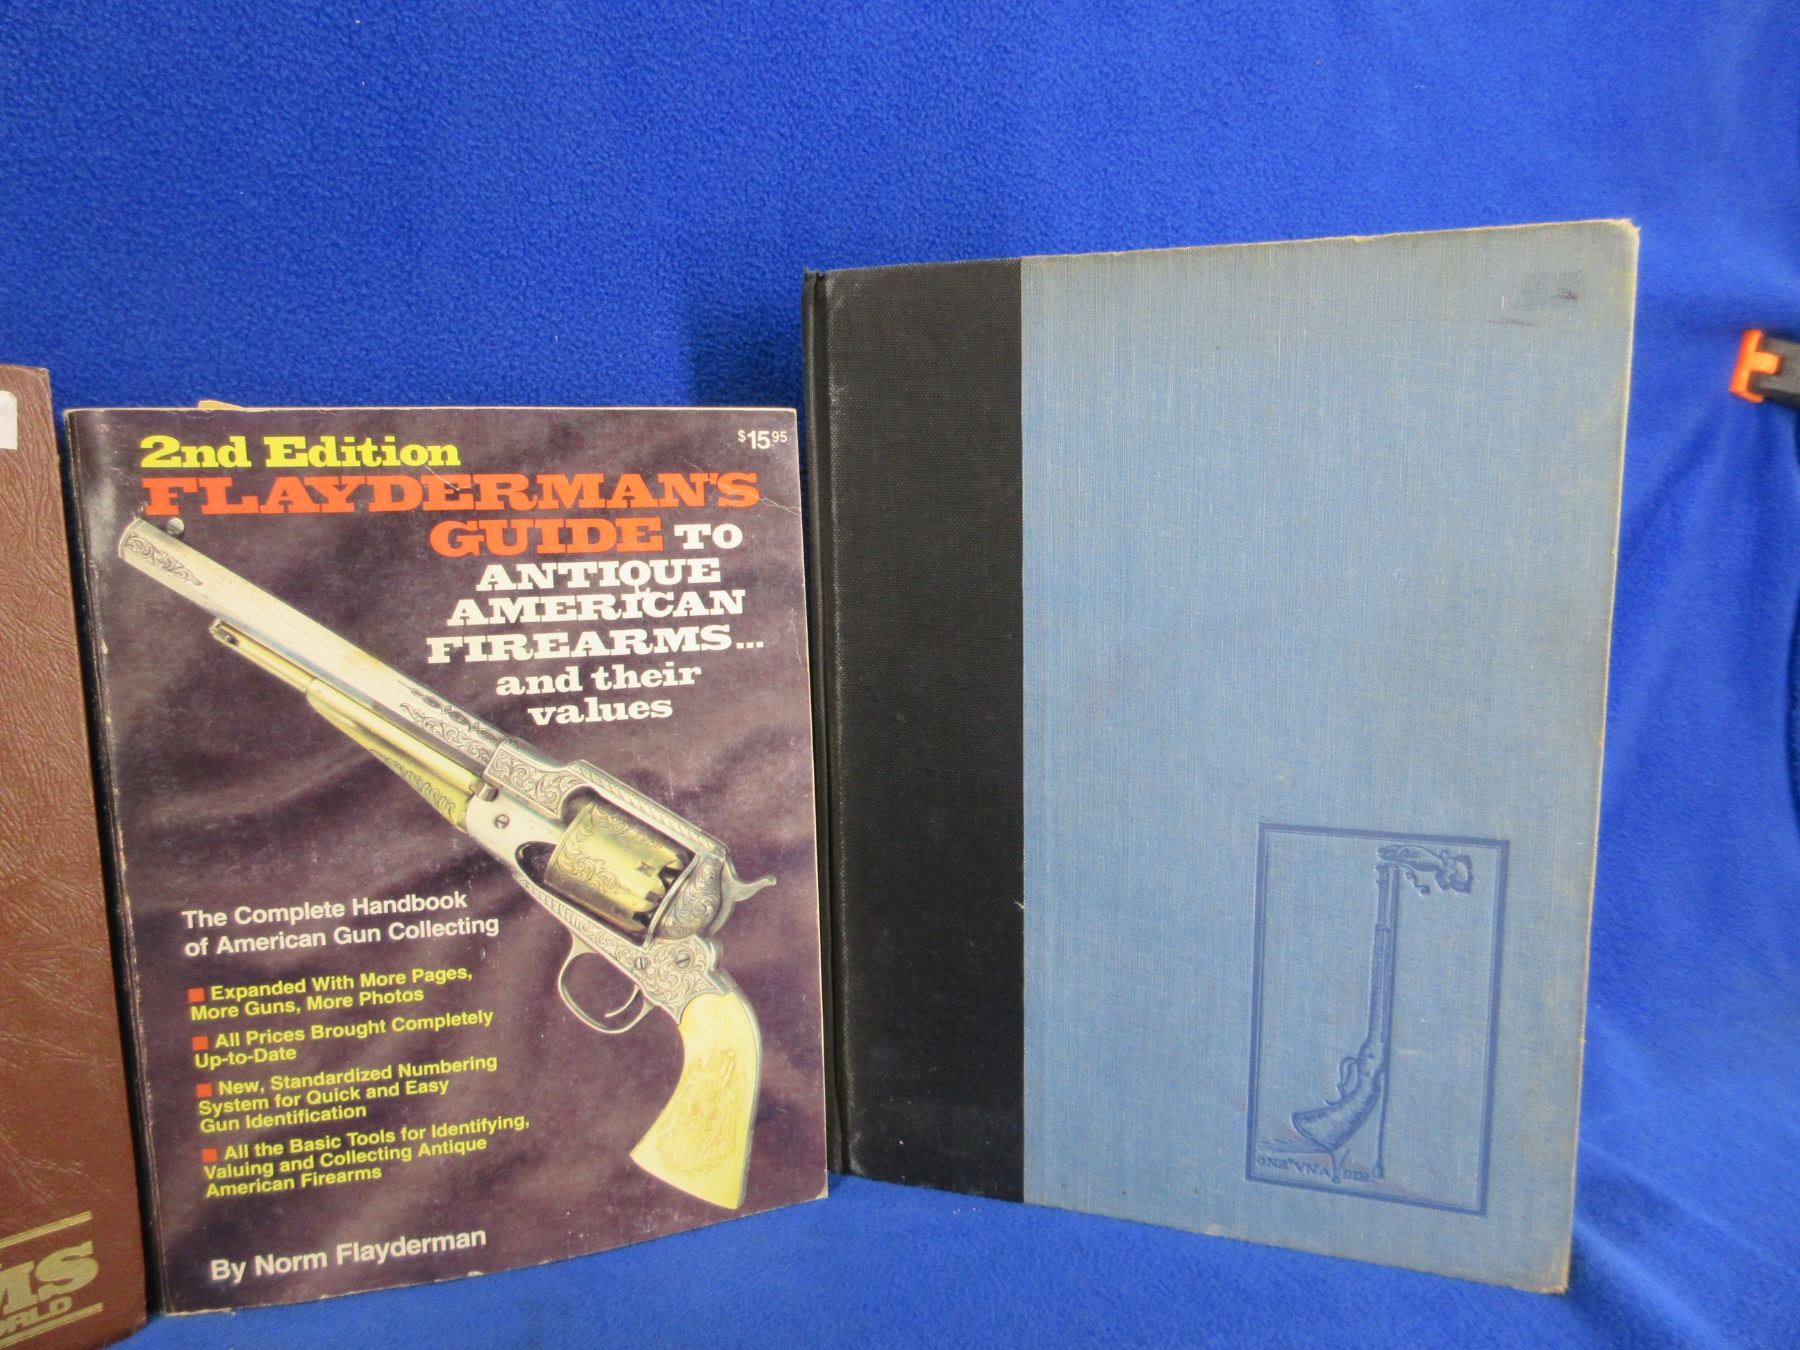 2nd Edition
$15.95
FLAYDERMAN'S
GUIDE TO
ANTIQUE
AMERICAN
FIREARMS...
and their
values
The Complete Handbook
of American Gun Collecting
Expanded With More Pages,
More Guns, More Photos
All Prices Brought Completely
Up-to-Date
New, Standardized Numbering
System for Quick and Easy
Gun Identification
All the Basic Tools for Identifying,
Valuing and Collecting Antique
American Firearms
By Norm Flayderman
MS
ORLD